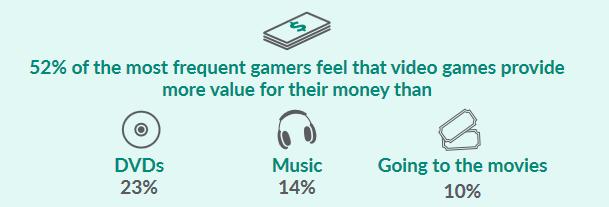 52% of the most frequent gamers feel that video games provide
more value for their money than
DVDs
23%
Music
14%
Going to the movies
10%